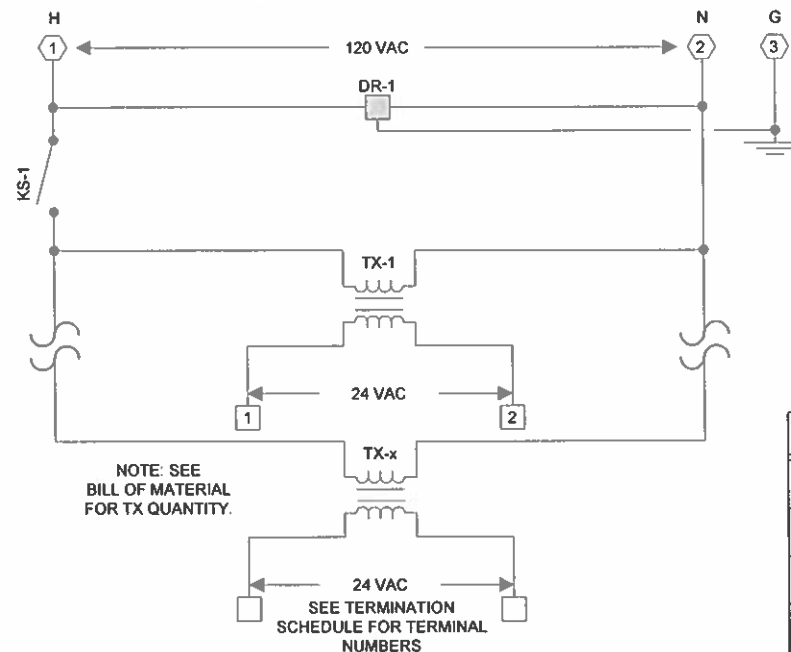 H
N
G
1
120 VAC
2
3
DR-1
KS-1
TX-1
24 VAC
1
2
TX-x
NOTE: SEE
BILL OF MATERIAL
FOR TX QUANTITY.
24 VAC
SEE TERMINATION
SCHEDULE FOR TERMINAL
NUMBERS